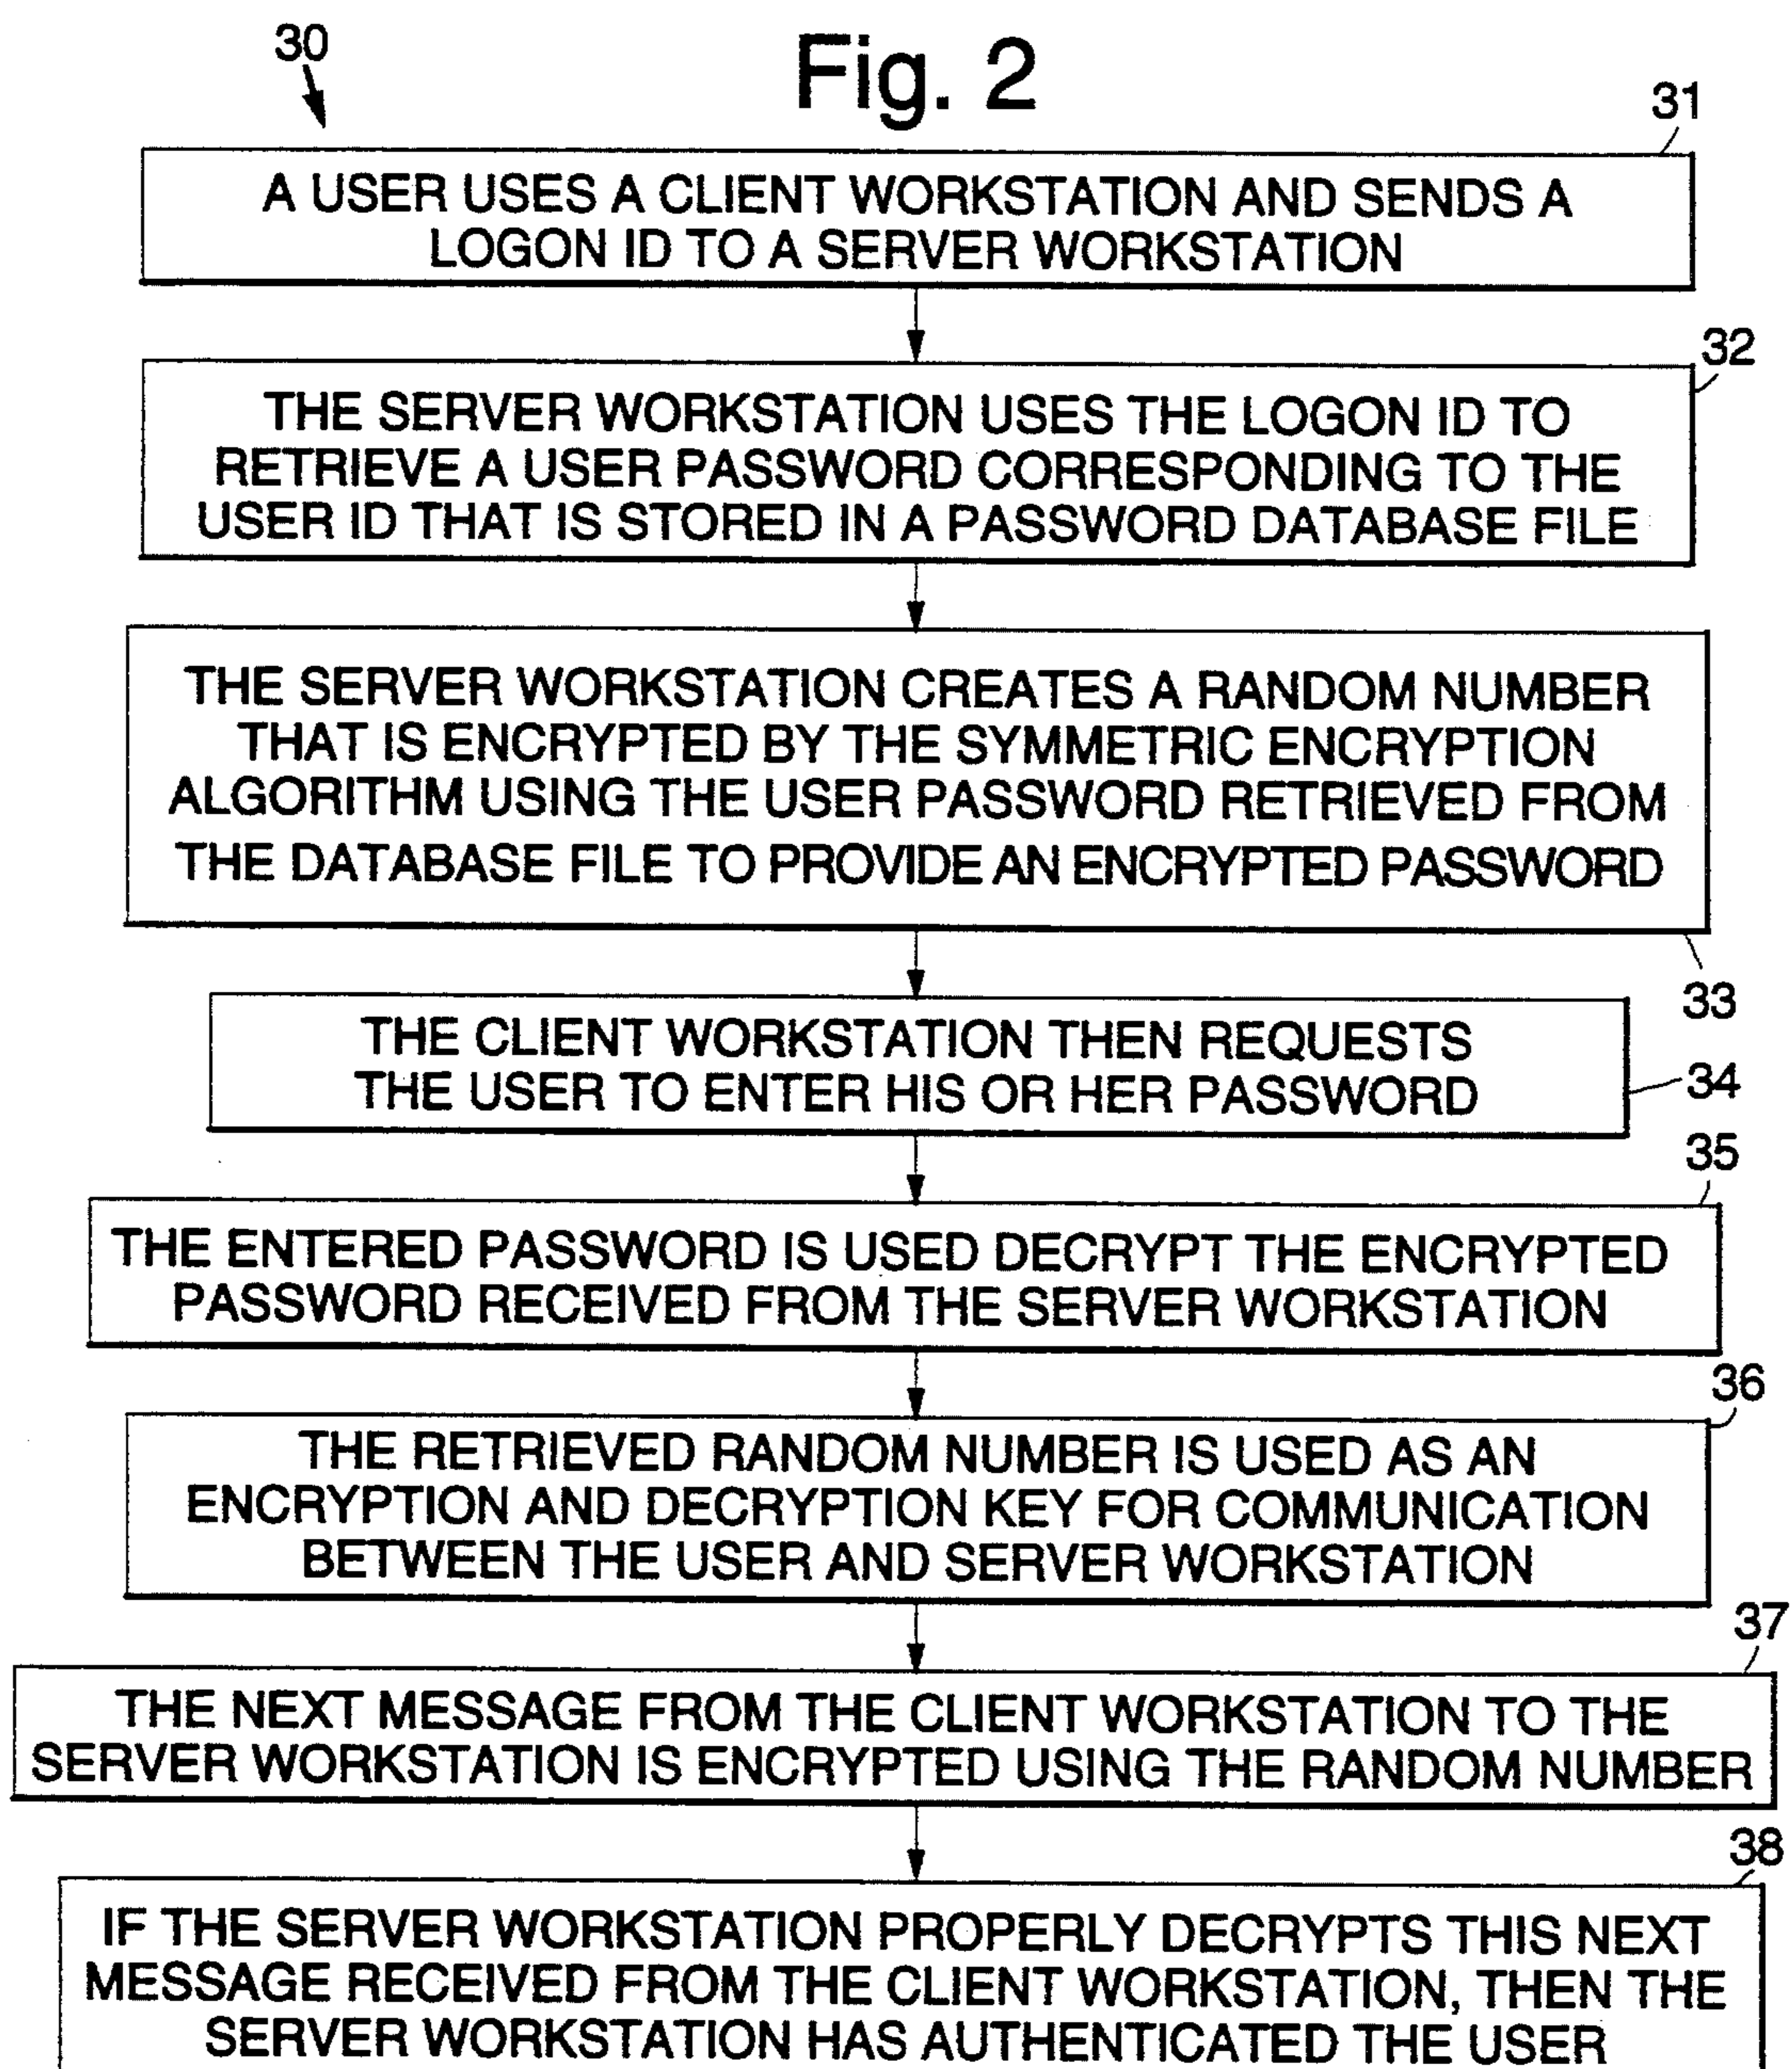 30
Fig. 2
31
A USER USES A CLIENT WORKSTATION AND SENDS A
LOGON ID TO A SERVER WORKSTATION
32
THE SERVER WORKSTATION USES THE LOGON ID TO
RETRIEVE A USER PASSWORD CORRESPONDING TO THE
USER ID THAT IS STORED IN A PASSWORD DATABASE FILE
THE SERVER WORKSTATION CREATES A RANDOM NUMBER
THAT IS ENCRYPTED BY THE SYMMETRIC ENCRYPTION
ALGORITHM USING THE USER PASSWORD RETRIEVED FROM
THE DATABASE FILE TO PROVIDE AN ENCRYPTED PASSWORD
33
THE CLIENT WORKSTATION THEN REQUESTS
THE USER TO ENTER HIS OR HER PASSWORD
34
35
THE ENTERED PASSWORD IS USED DECRYPT THE ENCRYPTED
PASSWORD RECEIVED FROM THE SERVER WORKSTATION
36
THE RETRIEVED RANDOM NUMBER IS USED AS AN
ENCRYPTION AND DECRYPTION KEY FOR COMMUNICATION
BETWEEN THE USER AND SERVER WORKSTATION
37
THE NEXT MESSAGE FROM THE CLIENT WORKSTATION TO THE
SERVER WORKSTATION IS ENCRYPTED USING THE RANDOM NUMBER
38
IF THE SERVER WORKSTATION PROPERLY DECRYPTS THIS NEXT
MESSAGE RECEIVED FROM THE CLIENT WORKSTATION, THEN THE
SERVER WORKSTATION HAS AUTHENTICATED THE USER